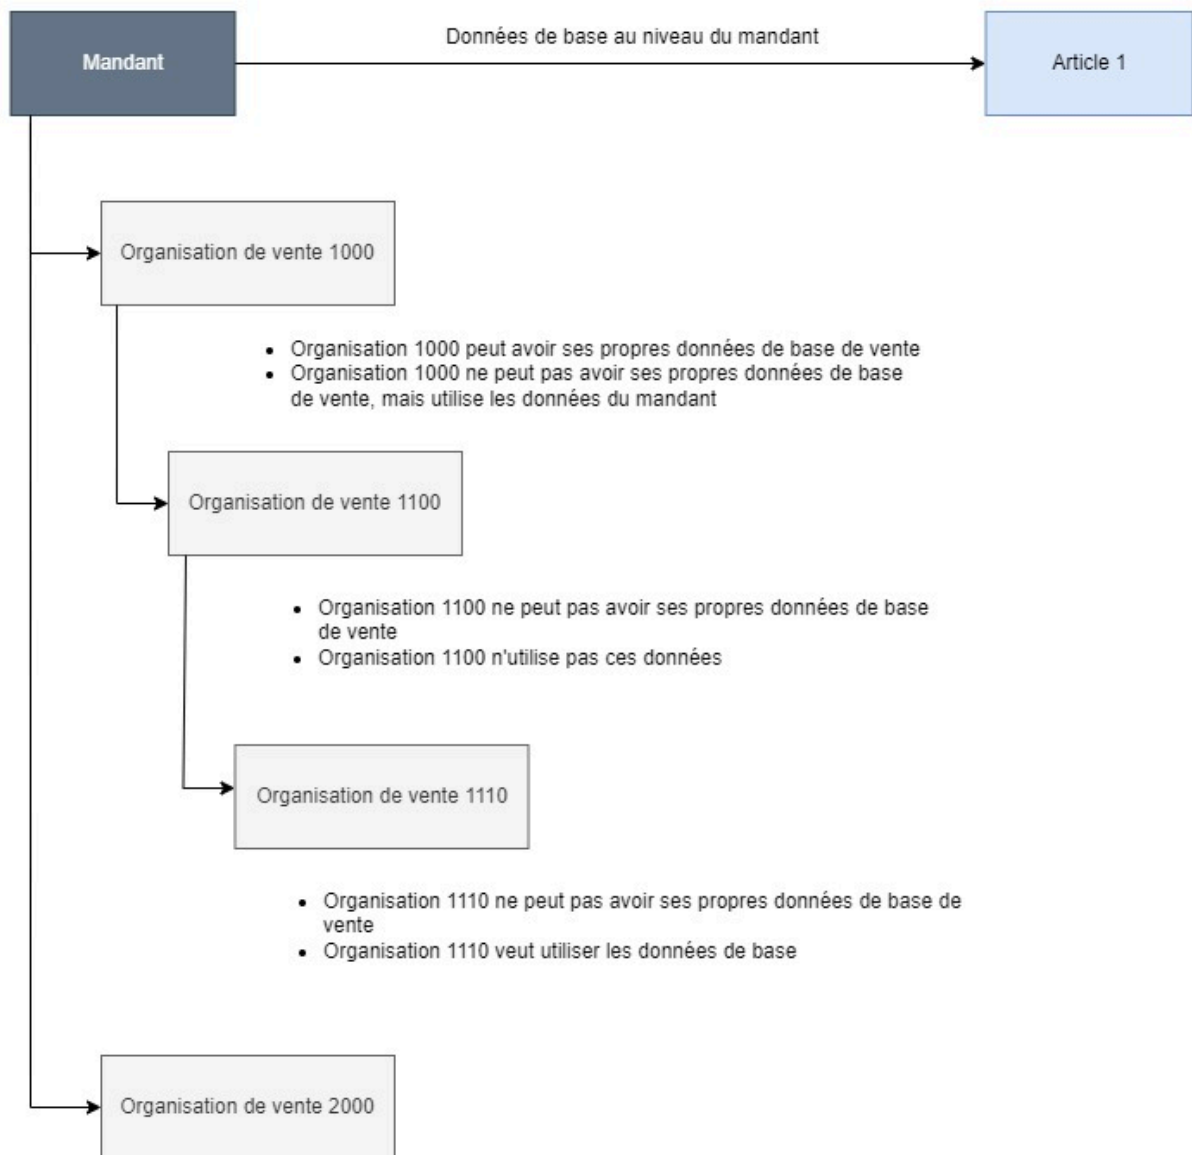 Données de base au niveau du mandant
Mandant
Article 1
Organisation de vente 1000
• Organisation 1000 peut avoir ses propres données de base de vente
• Organisation 1000 ne peut pas avoir ses propres données de base
de vente, mais utilise les données du mandant
Organisation de vente 1100
• Organisation 1100 ne peut pas avoir ses propres données de base
de vente
• Organisation 1100 n'utilise pas ces données
Organisation de vente 1110
• Organisation 1110 ne peut pas avoir ses propres données de base de
vente
• Organisation 1110 veut utiliser les données de base
Organisation de vente 2000